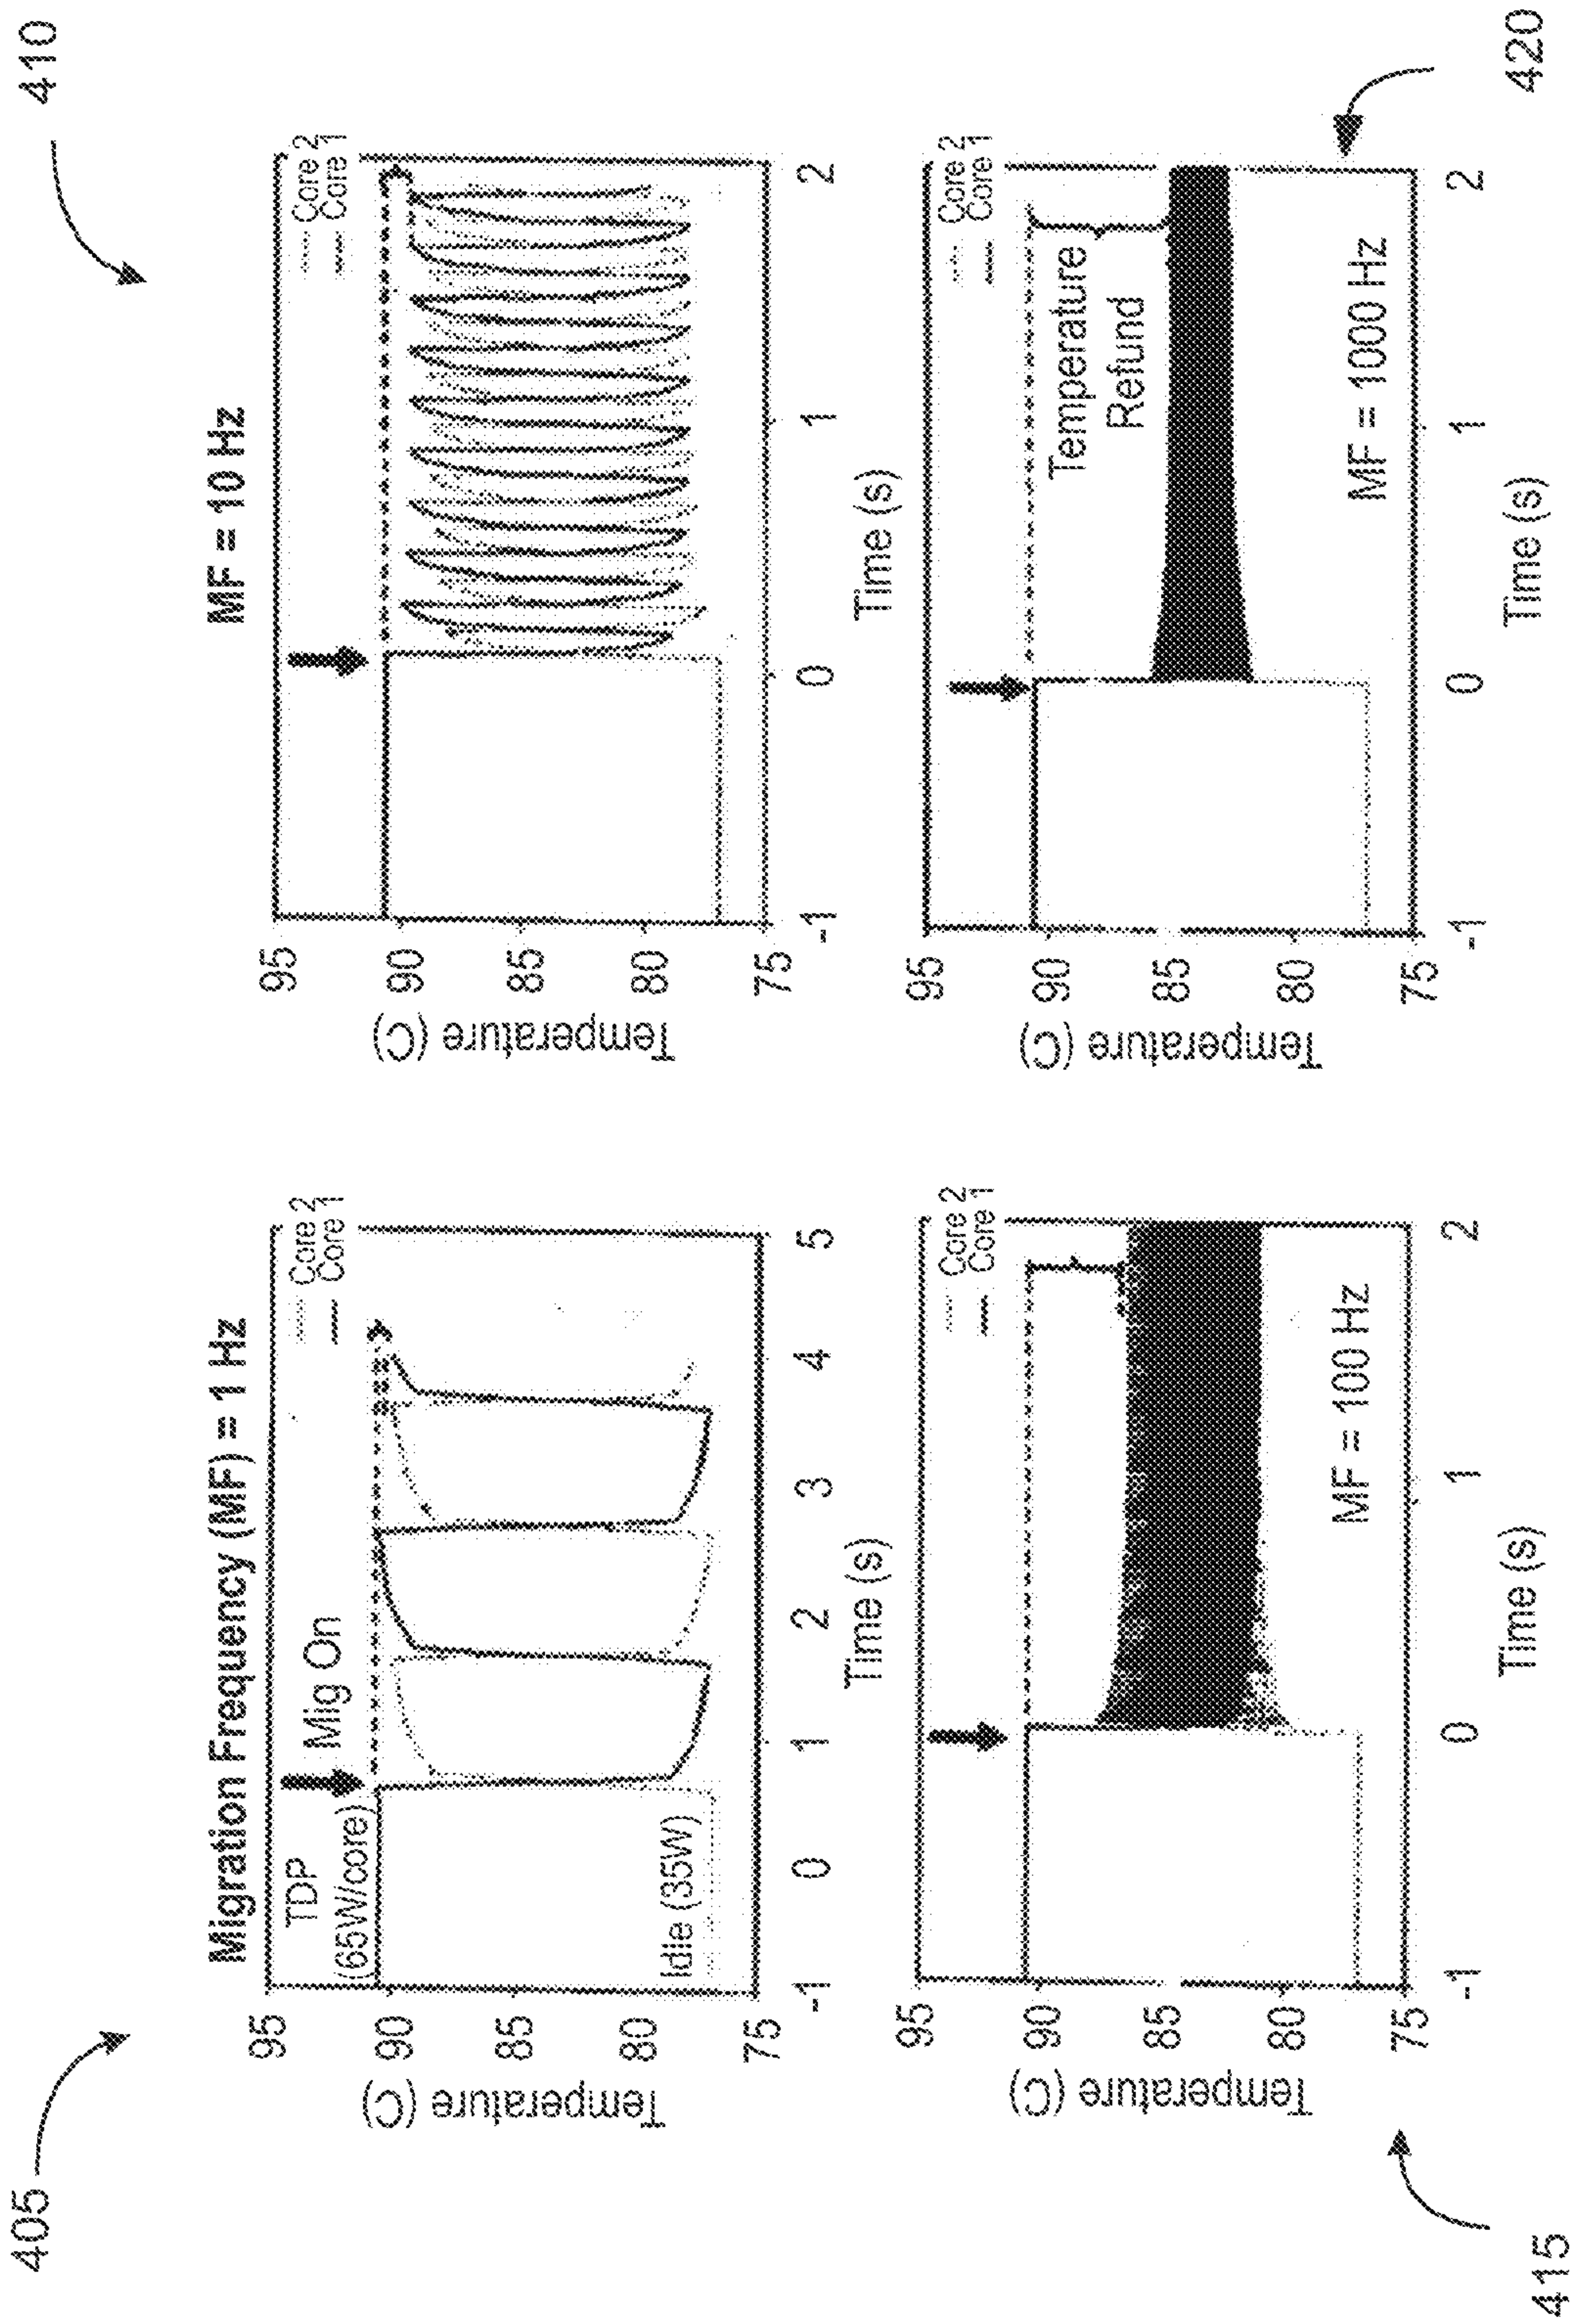 405
410
Migration Frequency (MF) = 1 Hz
95
90
85
80
75
Temperature (C)
TDP
(65W/core)
Mig On
Idle (35W)
Core 2
Core 1
-1
0
1
2
3
4
5
Time (s)
MF = 10 Hz
95
90
85
80
75
Temperature (C)
Core 2
Core 1
-1
0
1
2
Time (s)
95
90
85
80
75
Temperature (C)
Core 2
Core 1
MF = 100 Hz
-1
0
1
2
Time (s)
95
90
85
80
75
Temperature (C)
Core 2
Core 1
Temperature
Refund
MF = 1000 Hz
-1
0
1
2
Time (s)
415
420